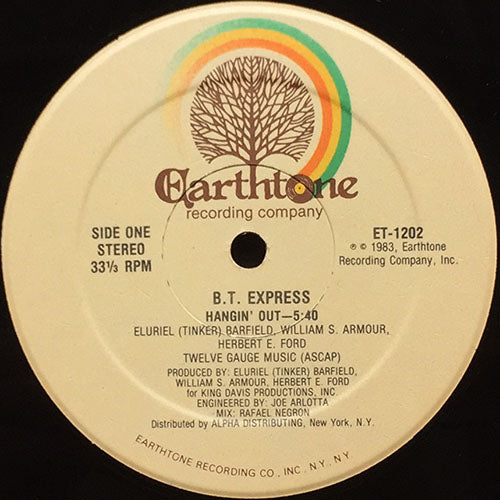 Earthtone
recording company
SIDE ONE
STEREO
33⅓ RPM
ET-1202
℗ © 1983, Earthtone
Recording Company, Inc.
B.T. EXPRESS
HANGIN' OUT—5:40
ELURIEL (TINKER) BARFIELD, WILLIAM S. ARMOUR,
HERBERT E. FORD
TWELVE GAUGE MUSIC (ASCAP)
PRODUCED BY: ELURIEL (TINKER) BARFIELD,
WILLIAM S. ARMOUR, HERBERT E. FORD
for KING DAVIS PRODUCTIONS, INC.
ENGINEERED BY: JOE ARLOTTA
MIX: RAFAEL NEGRON
Distributed by ALPHA DISTRIBUTING, New York, N.Y.
EARTHTONE RECORDING CO., INC. N.Y., N.Y